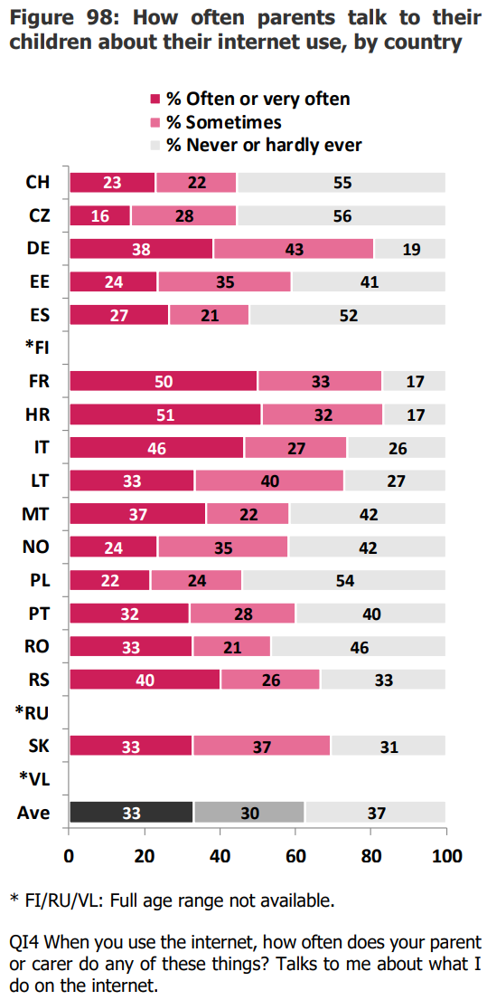 Figure 98: How often parents talk to their
children about their internet use, by country
% Often or very often
% Sometimes
% Never or hardly ever
CH 23 22 55
CZ 16 28 56
DE 38 43 19
EE 24 35 41
ES 27 21 52
*FI
FR 50 33 17
HR 51 32 17
IT 46 27 26
LT 33 40 27
MT 37 22 42
NO 24 35 42
PL 22 24 54
PT 32 28 40
RO 33 21 46
RS 40 26 33
*RU
SK 33 37 31
*VL
Ave 33 30 37
0 20 40 60 80 100
* FI/RU/VL: Full age range not available.
QI4 When you use the internet, how often does your parent
or carer do any of these things? Talks to me about what I
do on the internet.